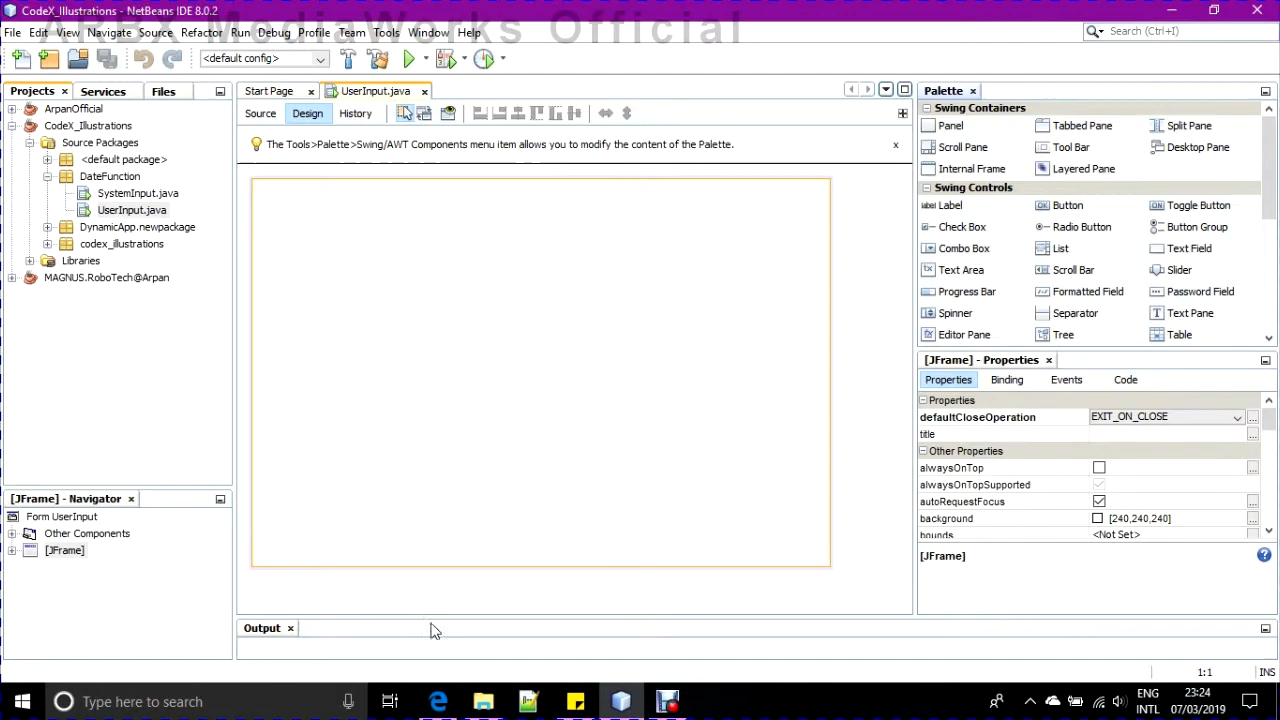 CodeX_Illustrations - NetBeans IDE 8.0.2
ARBX MediaWorks Official
File Edit View Navigate Source Refactor Run Debug Profile Team Tools Window Help
Search (Ctrl+I)
<default config>
Projects Services Files
Start Page UserInput.java
Palette
ArpanOfficial
CodeX_Illustrations
Source Packages
<default package>
DateFunction
SystemInput.java
UserInput.java
DynamicApp.newpackage
codex_illustrations
Libraries
MAGNUS.RoboTech@Arpan
Source Design History
The Tools>Palette>Swing/AWT Components menu item allows you to modify the content of the Palette.
Swing Containers
Panel Tabbed Pane Split Pane
Scroll Pane Tool Bar Desktop Pane
Internal Frame Layered Pane
Swing Controls
label Label OK Button ON Toggle Button
Check Box Radio Button Button Group
Combo Box List Text Field
Text Area Scroll Bar Slider
Progress Bar Formatted Field Password Field
Spinner Separator T Text Pane
Editor Pane Tree Table
[JFrame] - Properties
Properties Binding Events Code
Properties
defaultCloseOperation EXIT_ON_CLOSE
title
Other Properties
alwaysOnTop
alwaysOnTopSupported
autoRequestFocus
background [240,240,240]
bounds <Not Set>
[JFrame]
[JFrame] - Navigator
Form UserInput
Other Components
[JFrame]
Output
1:1 INS
Type here to search
ENG
INTL
23:24
07/03/2019